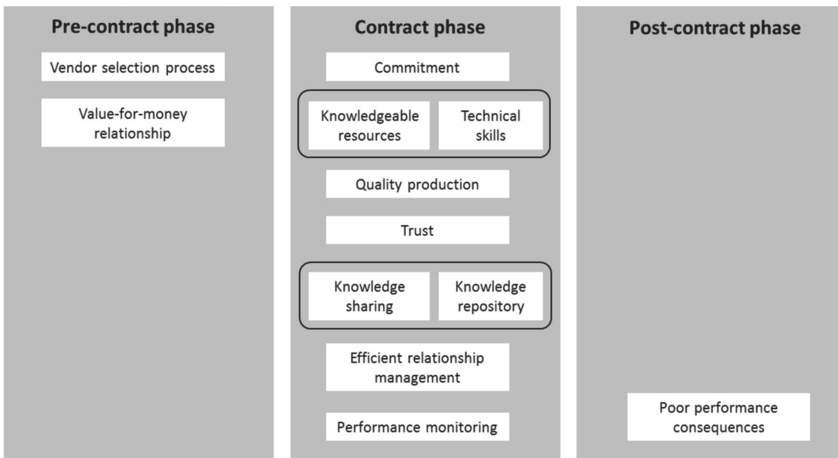 Pre-contract phase
Vendor selection process
Value-for-money
relationship
Contract phase
Commitment
Knowledgeable
resources
Technical
skills
Quality production
Trust
Knowledge
sharing
Knowledge
repository
Efficient relationship
management
Performance monitoring
Post-contract phase
Poor performance
consequences